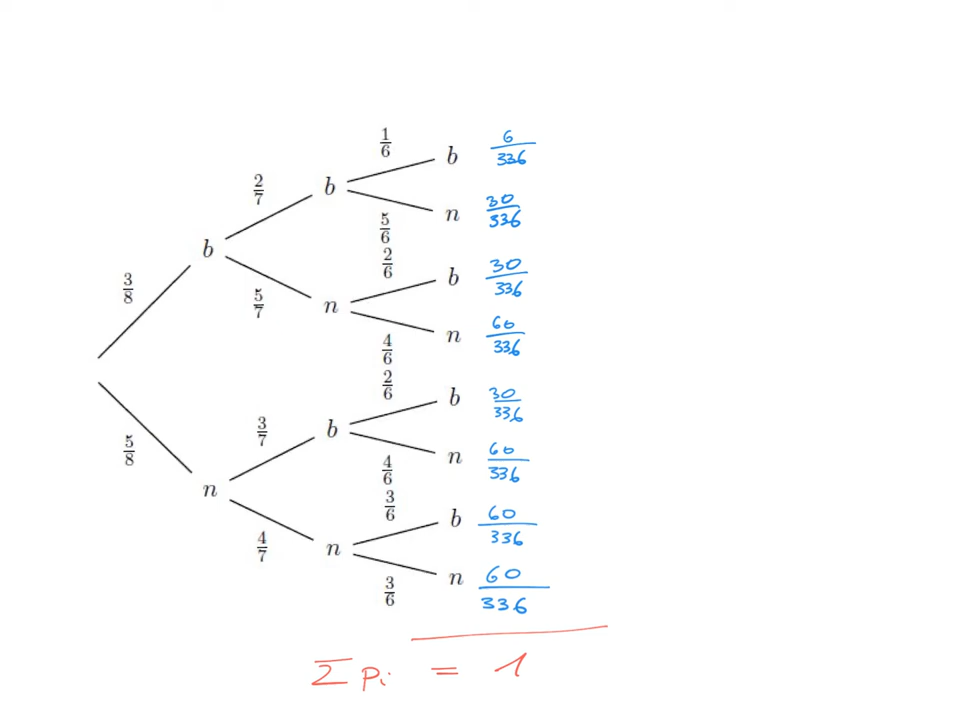 1/6
b 6/336
2/7 b
5/6 n 30/336
b
2/6 b 30/336
3/8
5/7 n
4/6 n 60/336
2/6 b 30/336
3/7 b
5/8
4/6 n 60/336
n
3/6 b 60/336
4/7 n
3/6 n 60/336
Σ pi = 1